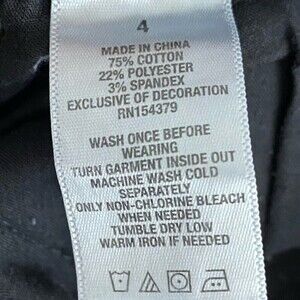 4
MADE IN CHINA
75% COTTON
22% POLYESTER
3% SPANDEX
EXCLUSIVE OF DECORATION
RN154379
WASH ONCE BEFORE
WEARING
TURN GARMENT INSIDE OUT
MACHINE WASH COLD
SEPARATELY
ONLY NON-CHLORINE BLEACH
WHEN NEEDED
TUMBLE DRY LOW
WARM IRON IF NEEDED